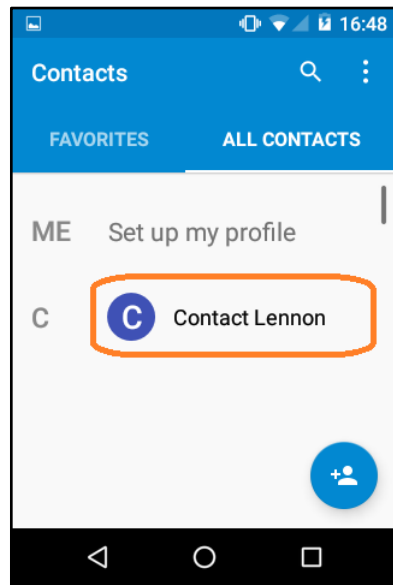 16:48
Contacts
FAVORITES ALL CONTACTS
ME Set up my profile
C C Contact Lennon